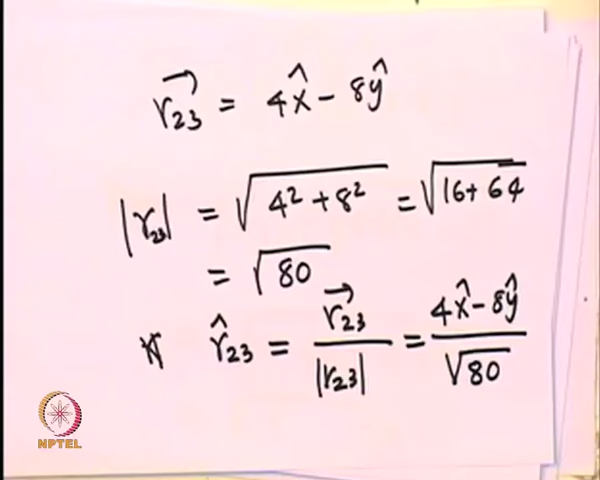 r⃗₂₃ = 4x̂ - 8ŷ
|r₂₃| = √(4² + 8²) = √(16 + 64)
= √80
r̂₂₃ = r⃗₂₃ / |r₂₃| = (4x̂ - 8ŷ) / √80
NPTEL